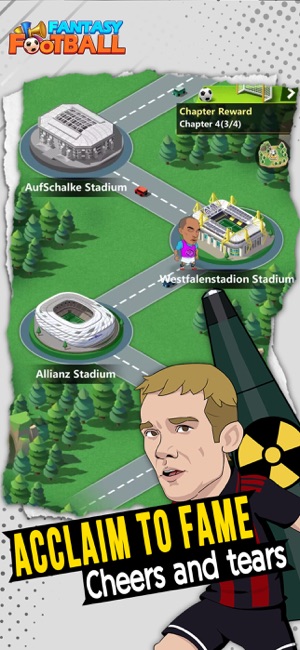 FANTASY
FOOTBALL
Chapter Reward
Chapter 4(3/4)
AufSchalke Stadium
Westfalenstadion Stadium
Allianz Stadium
ACCLAIM TO FAME
Cheers and tears